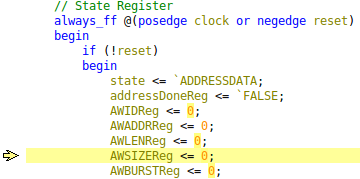 // State Register
always_ff @(posedge clock or negedge reset)
begin
if (!reset)
begin
state <= `ADDRESSDATA;
addressDoneReg <= `FALSE;
AWIDReg <= 0;
AWADDRReg <= 0;
AWLENReg <= 0;
AWSIZEReg <= 0;
AWBURSTReg <= 0;